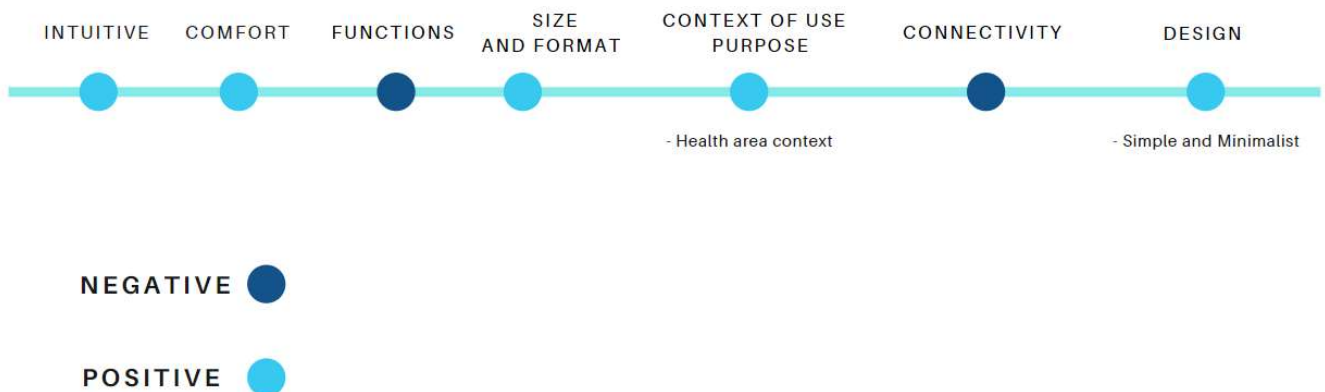 INTUITIVE
COMFORT
FUNCTIONS
SIZE
AND FORMAT
CONTEXT OF USE
PURPOSE
CONNECTIVITY
DESIGN
- Health area context
- Simple and Minimalist
NEGATIVE
POSITIVE